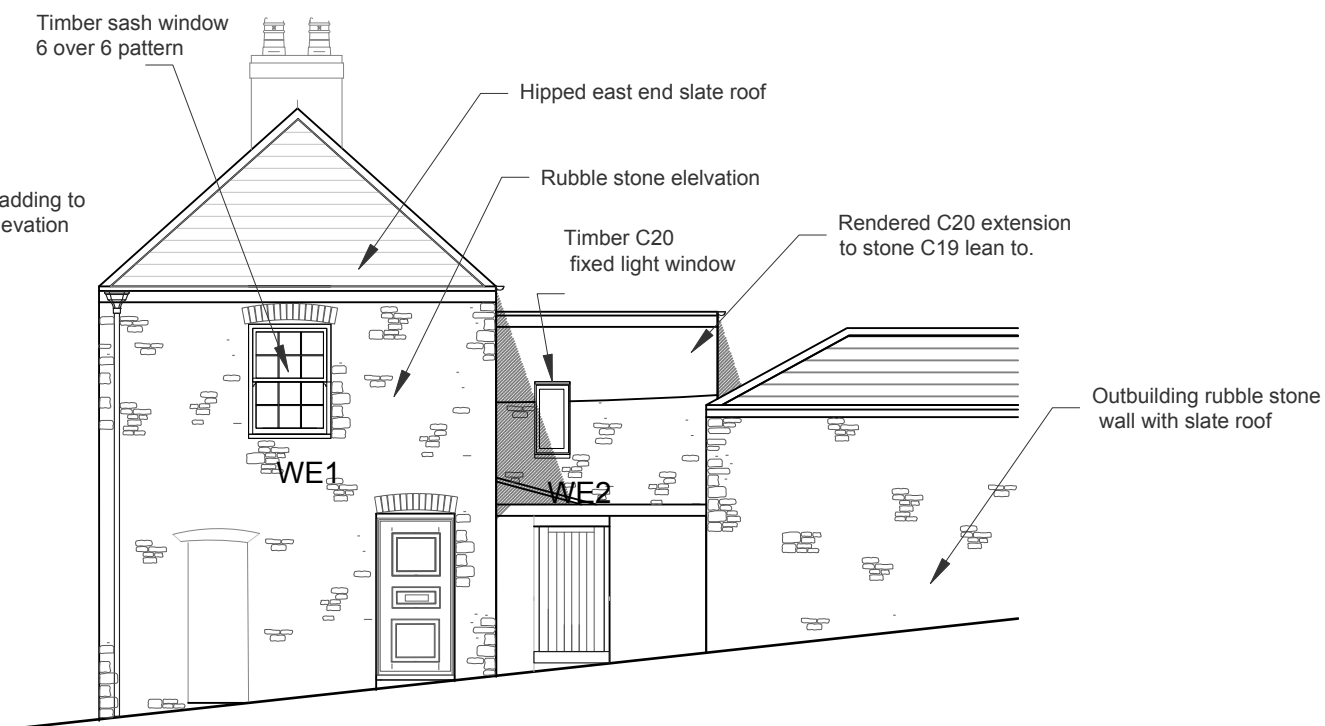 Timber sash window
6 over 6 pattern
Hipped east end slate roof
Rubble stone elelvation
adding to
evation
Timber C20
fixed light window
Rendered C20 extension
to stone C19 lean to.
Outbuilding rubble stone
wall with slate roof
WE1
WE2